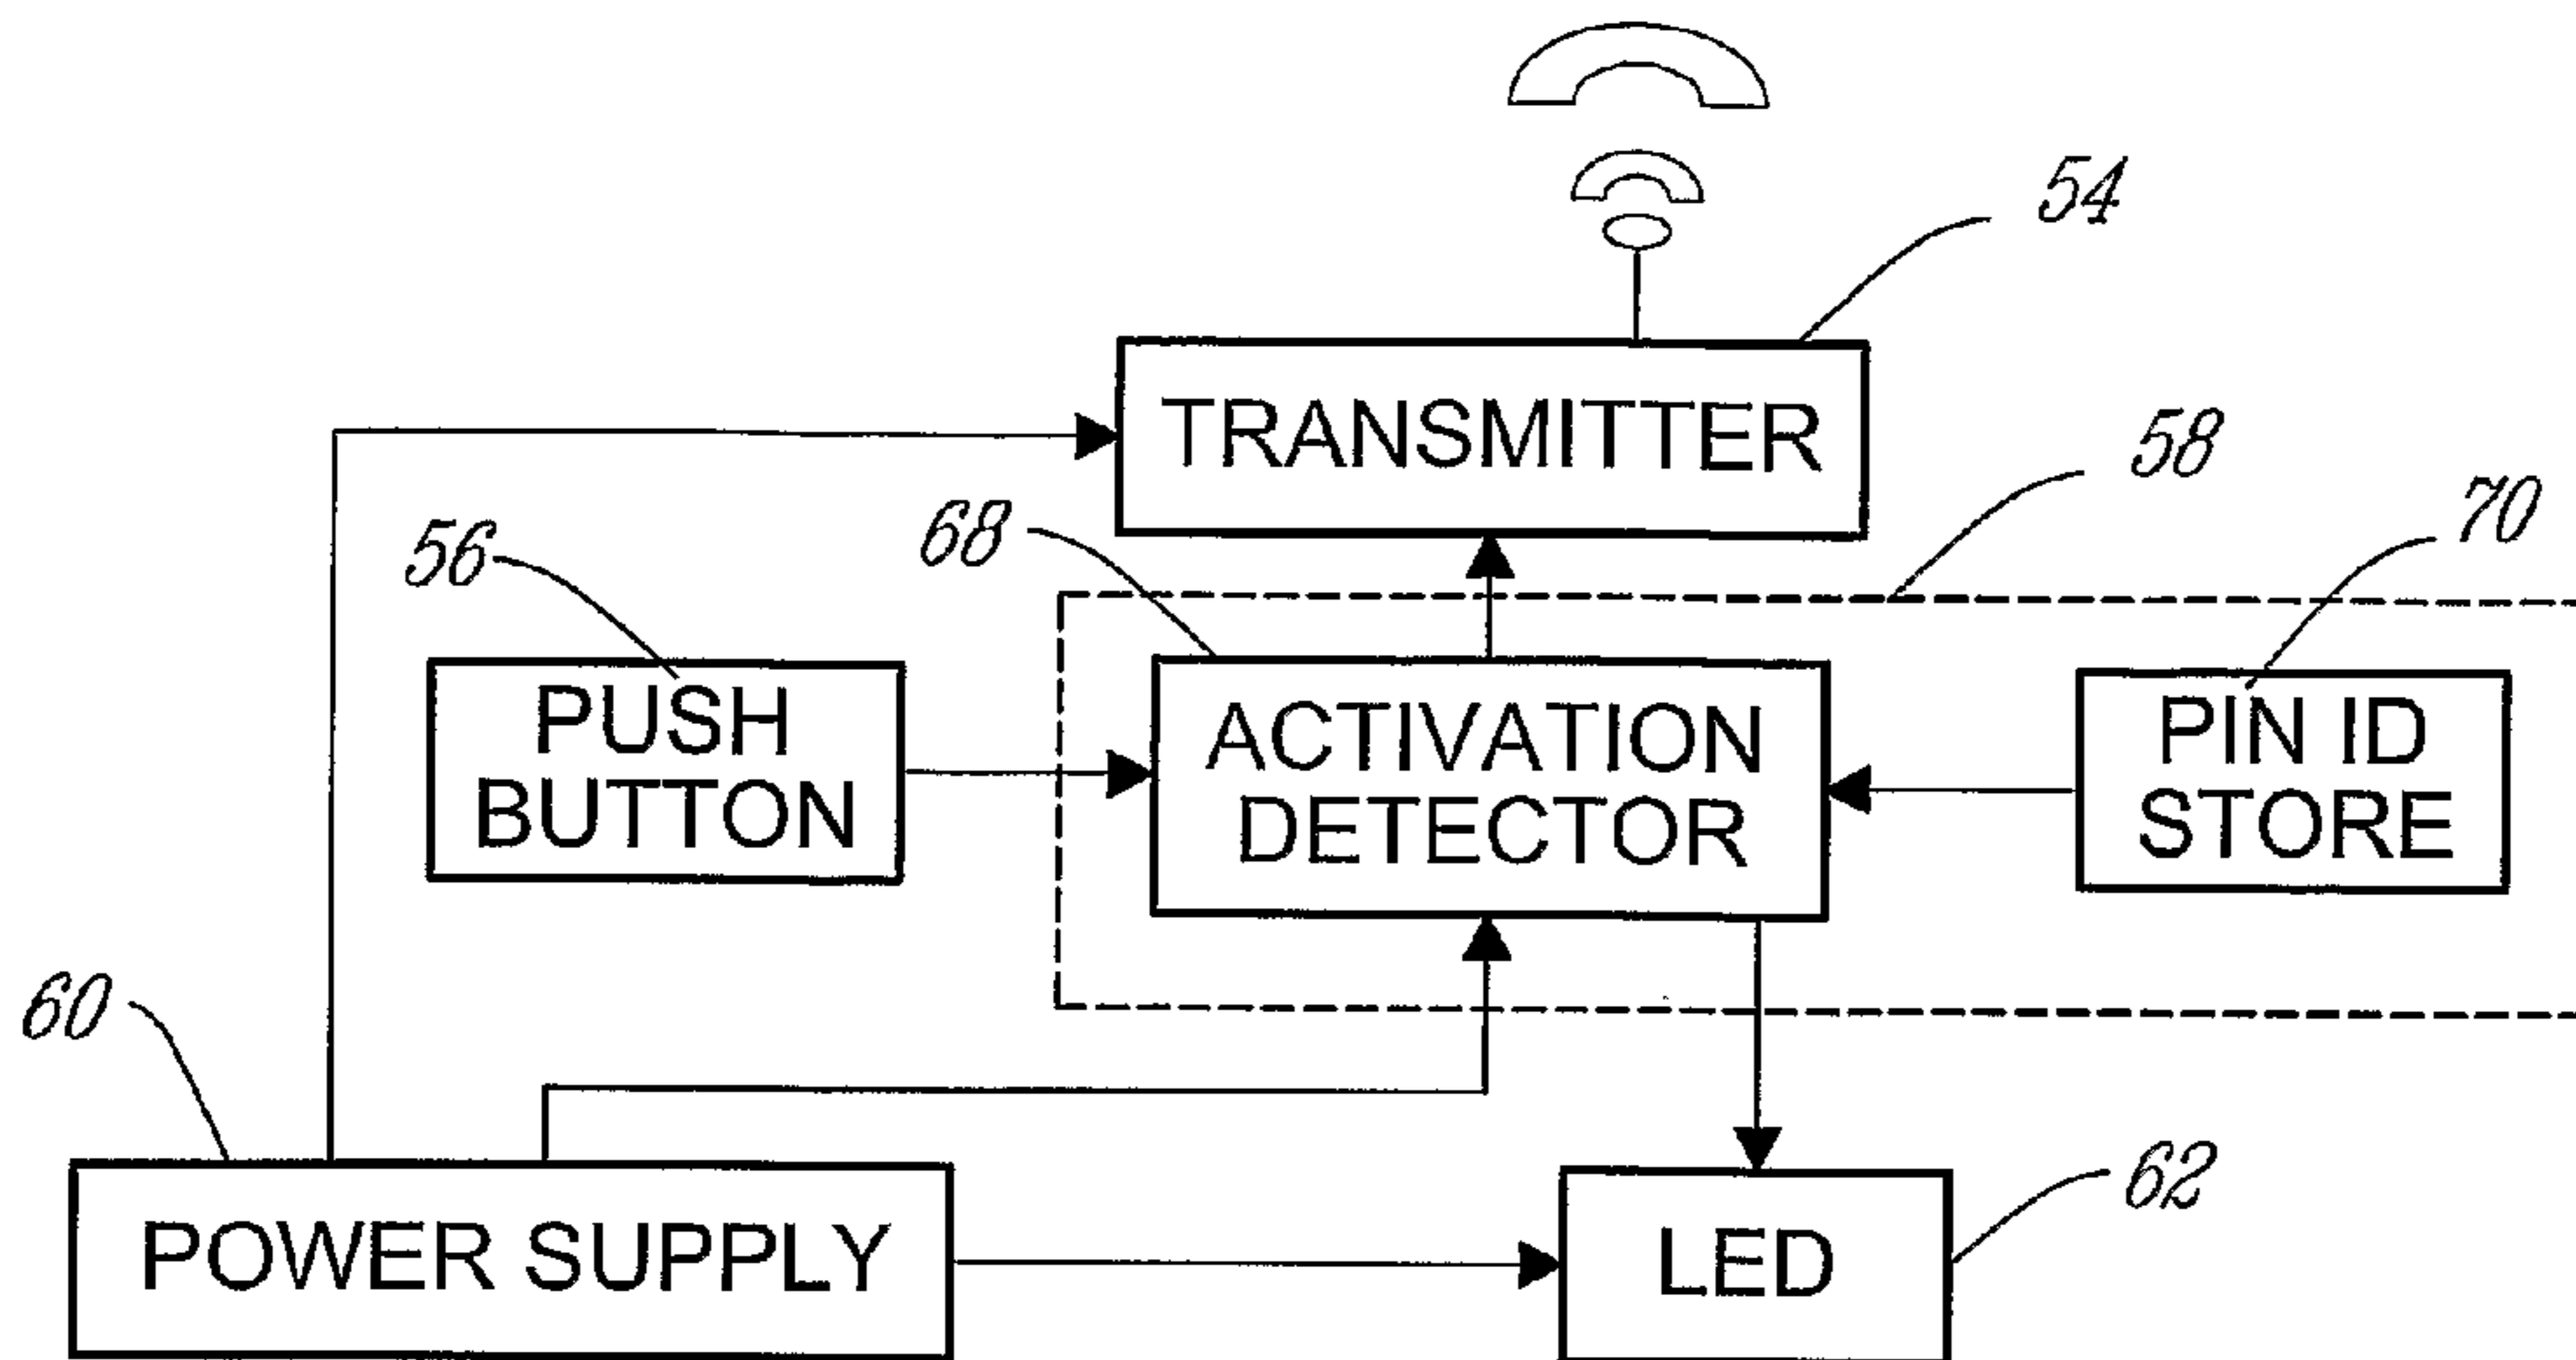 54
TRANSMITTER
58
68
70
56
PUSH
BUTTON
ACTIVATION
DETECTOR
PIN ID
STORE
60
POWER SUPPLY
LED
62